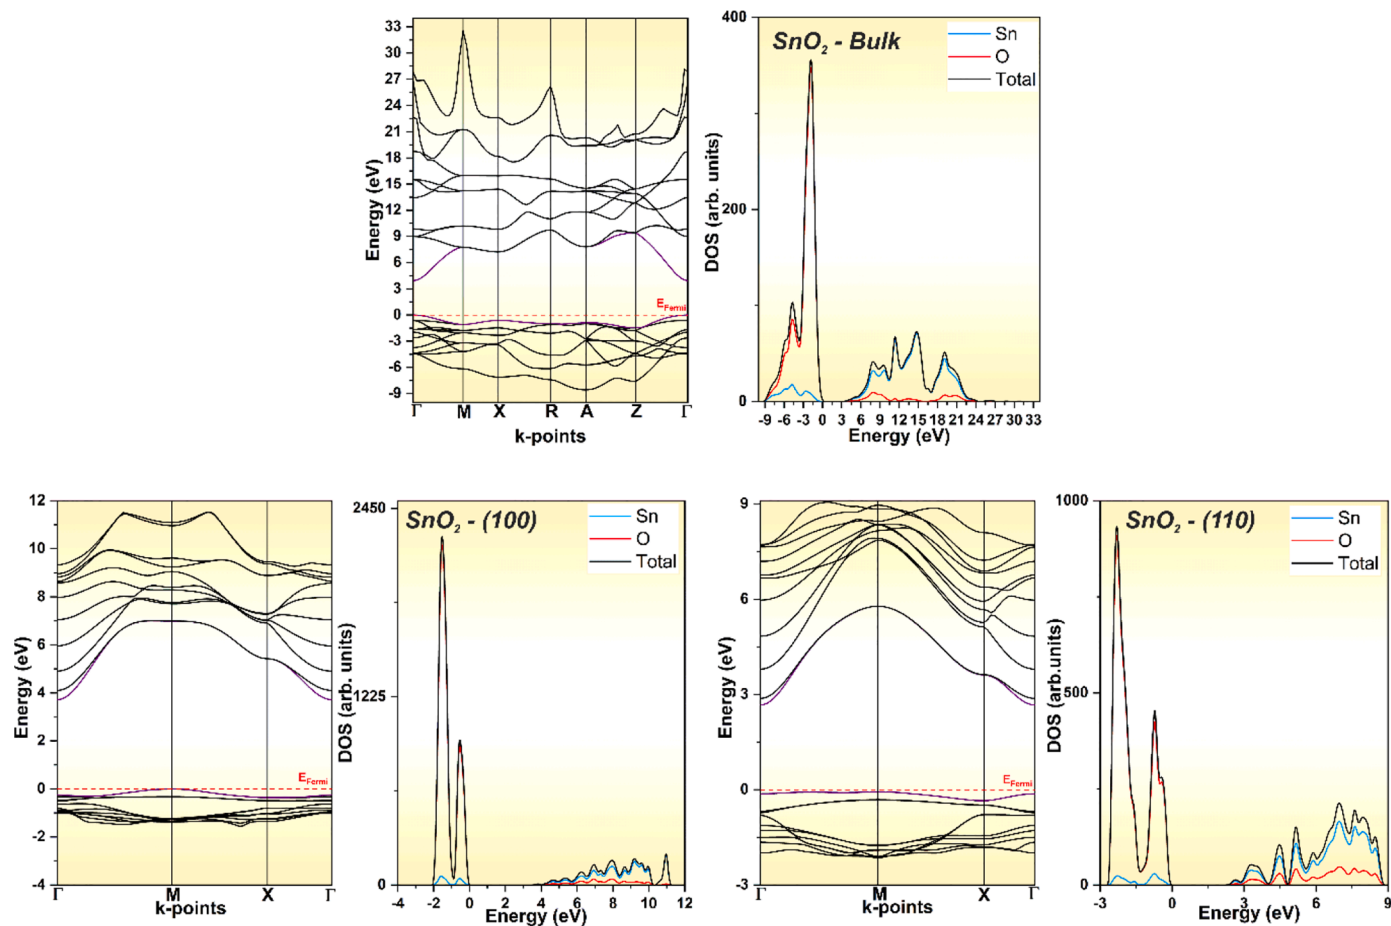 SnO2 - Bulk
Sn
O
Total
Energy (eV)
33
30
27
24
21
18
15
12
9
6
3
0
-3
-6
-9
EFermi
Γ M X R A Z Γ
k-points
DOS (arb. units)
400
200
0
-9 -6 -3 0 3 6 9 12 15 18 21 24 27 30 33
Energy (eV)
Energy (eV)
12
10
8
6
4
2
0
-2
-4
EFermi
Γ M X Γ
k-points
SnO2 - (100)
Sn
O
Total
DOS (arb. units)
2450
1225
0
-4 -2 0 2 4 6 8 10 12
Energy (eV)
Energy (eV)
9
6
3
0
-3
EFermi
Γ M X Γ
k-points
SnO2 - (110)
Sn
O
Total
DOS (arb.units)
1000
500
0
-3 0 3 6 9
Energy (eV)